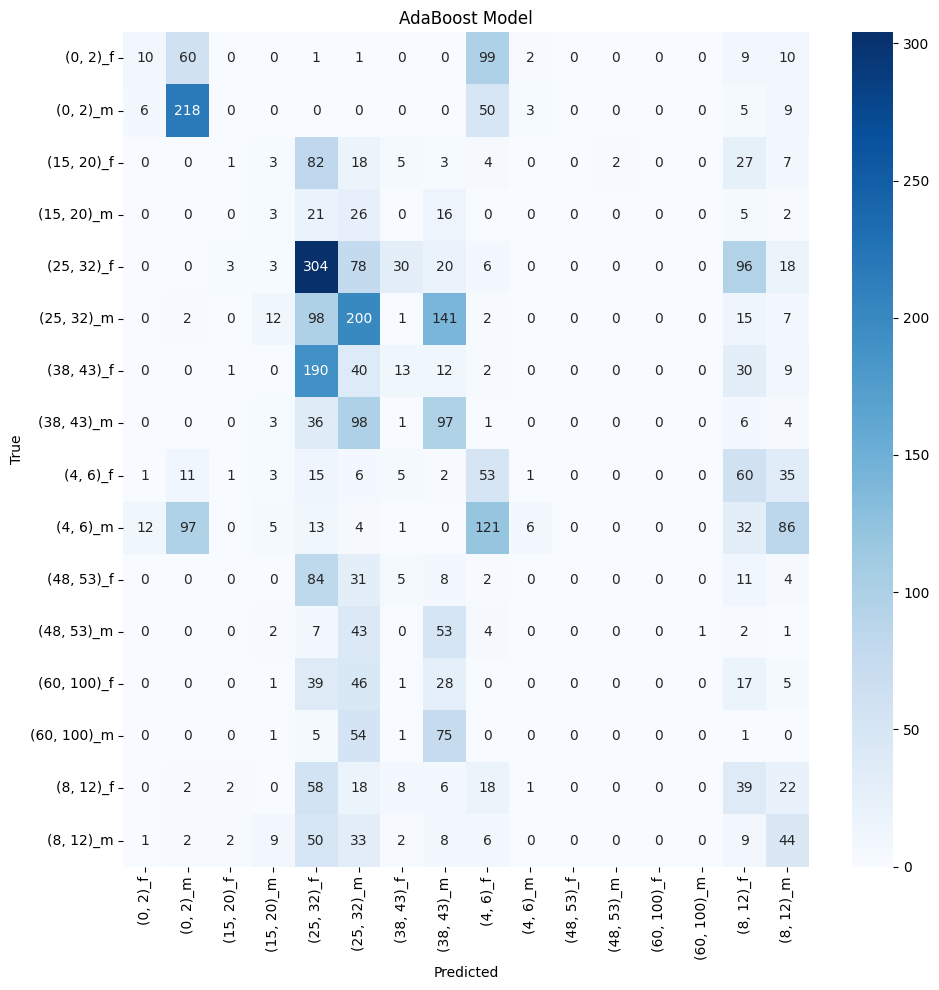 AdaBoost Model
(0, 2)_f 10 60 0 0 1 1 0 0 99 2 0 0 0 0 9 10
(0, 2)_m 6 218 0 0 0 0 0 0 50 3 0 0 0 0 5 9
(15, 20)_f 0 0 1 3 82 18 5 3 4 0 0 2 0 0 27 7
(15, 20)_m 0 0 0 3 21 26 0 16 0 0 0 0 0 0 5 2
(25, 32)_f 0 0 3 3 304 78 30 20 6 0 0 0 0 0 96 18
(25, 32)_m 0 2 0 12 98 200 1 141 2 0 0 0 0 0 15 7
(38, 43)_f 0 0 1 0 190 40 13 12 2 0 0 0 0 0 30 9
(38, 43)_m 0 0 0 3 36 98 1 97 1 0 0 0 0 0 6 4
(4, 6)_f 1 11 1 3 15 6 5 2 53 1 0 0 0 0 60 35
(4, 6)_m 12 97 0 5 13 4 1 0 121 6 0 0 0 0 32 86
(48, 53)_f 0 0 0 0 84 31 5 8 2 0 0 0 0 0 11 4
(48, 53)_m 0 0 0 2 7 43 0 53 4 0 0 0 0 1 2 1
(60, 100)_f 0 0 0 1 39 46 1 28 0 0 0 0 0 0 17 5
(60, 100)_m 0 0 0 1 5 54 1 75 0 0 0 0 0 0 1 0
(8, 12)_f 0 2 2 0 58 18 8 6 18 1 0 0 0 0 39 22
(8, 12)_m 1 2 2 9 50 33 2 8 6 0 0 0 0 0 9 44
True
(0, 2)_f (0, 2)_m (15, 20)_f (15, 20)_m (25, 32)_f (25, 32)_m (38, 43)_f (38, 43)_m (4, 6)_f (4, 6)_m (48, 53)_f (48, 53)_m (60, 100)_f (60, 100)_m (8, 12)_f (8, 12)_m
Predicted
300
250
200
150
100
50
0